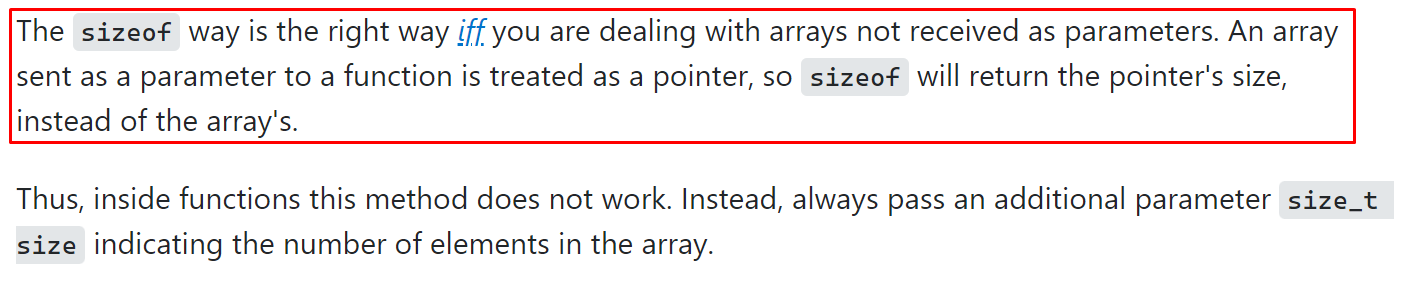 The sizeof way is the right way iff you are dealing with arrays not received as parameters. An array
sent as a parameter to a function is treated as a pointer, so sizeof will return the pointer's size,
instead of the array's.
Thus, inside functions this method does not work. Instead, always pass an additional parameter size_t
size indicating the number of elements in the array.